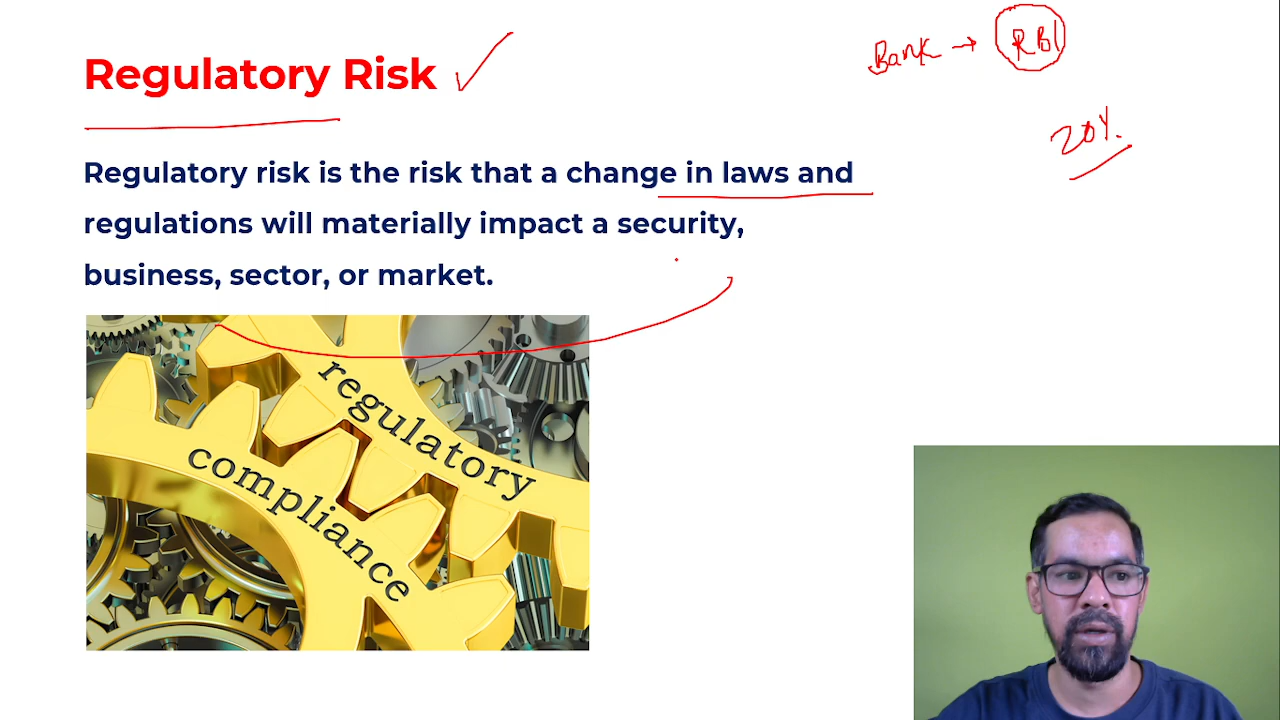 Regulatory Risk
Bank → RBI
20%.
Regulatory risk is the risk that a change in laws and
regulations will materially impact a security,
business, sector, or market.
regulatory
compliance